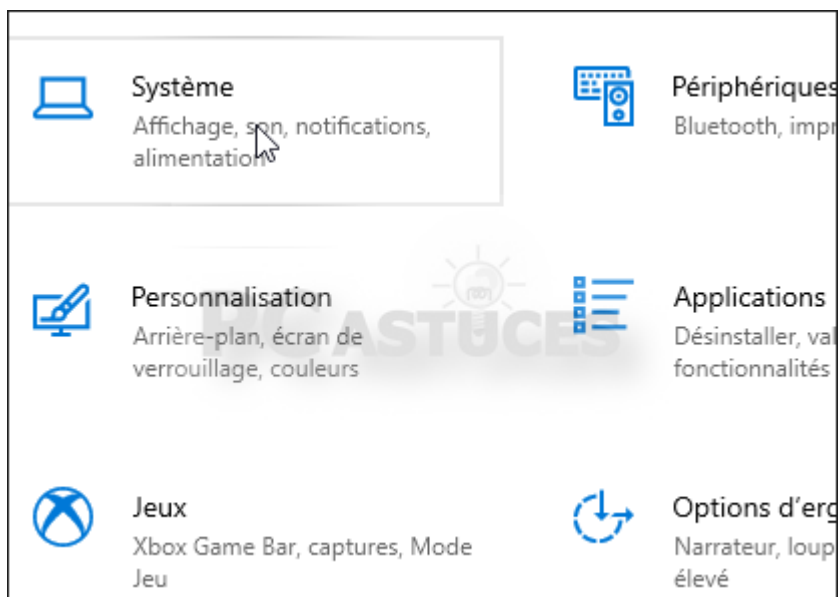 Système
Affichage, son, notifications,
alimentation
Périphériques
Bluetooth, impr
Personnalisation
Arrière-plan, écran de
verrouillage, couleurs
Applications
Désinstaller, val
fonctionnalités
PC ASTUCES
Jeux
Xbox Game Bar, captures, Mode
Jeu
Options d’erg
Narrateur, loup
élevé